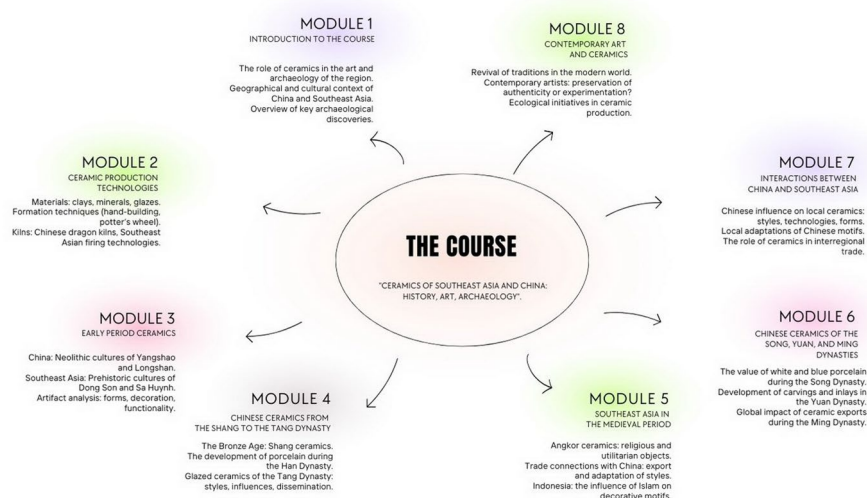 THE COURSE
"CERAMICS OF SOUTHEAST ASIA AND CHINA:
HISTORY, ART, ARCHAEOLOGY".
MODULE 1
INTRODUCTION TO THE COURSE
The role of ceramics in the art and
archaeology of the region.
Geographical and cultural context of
China and Southeast Asia.
Overview of key archaeological
discoveries.
MODULE 2
CERAMIC PRODUCTION
TECHNOLOGIES
Materials: clays, minerals, glazes.
Formation techniques (hand-building,
potter's wheel).
Kilns: Chinese dragon kilns, Southeast
Asian firing technologies.
MODULE 3
EARLY PERIOD CERAMICS
China: Neolithic cultures of Yangshao
and Longshan.
Southeast Asia: Prehistoric cultures of
Dong Son and Sa Huynh.
Artifact analysis: forms, decoration,
functionality.
MODULE 4
CHINESE CERAMICS FROM
THE SHANG TO THE TANG DYNASTY
The Bronze Age: Shang ceramics.
The development of porcelain during
the Han Dynasty.
Glazed ceramics of the Tang Dynasty:
styles, influences, dissemination.
MODULE 5
SOUTHEAST ASIA IN
THE MEDIEVAL PERIOD
Angkor ceramics: religious and
utilitarian objects.
Trade connections with China: export
and adaptation of styles.
Indonesia: the influence of Islam on
decorative motifs.
MODULE 6
CHINESE CERAMICS OF THE
SONG, YUAN, AND MING
DYNASTIES
The value of white and blue porcelain
during the Song Dynasty.
Development of carvings and inlays in
the Yuan Dynasty.
Global impact of ceramic exports
during the Ming Dynasty.
MODULE 7
INTERACTIONS BETWEEN
CHINA AND SOUTHEAST ASIA
Chinese influence on local ceramics:
styles, technologies, forms.
Local adaptations of Chinese motifs.
The role of ceramics in interregional
trade.
MODULE 8
CONTEMPORARY ART
AND CERAMICS
Revival of traditions in the modern world.
Contemporary artists: preservation of
authenticity or experimentation?
Ecological initiatives in ceramic
production.